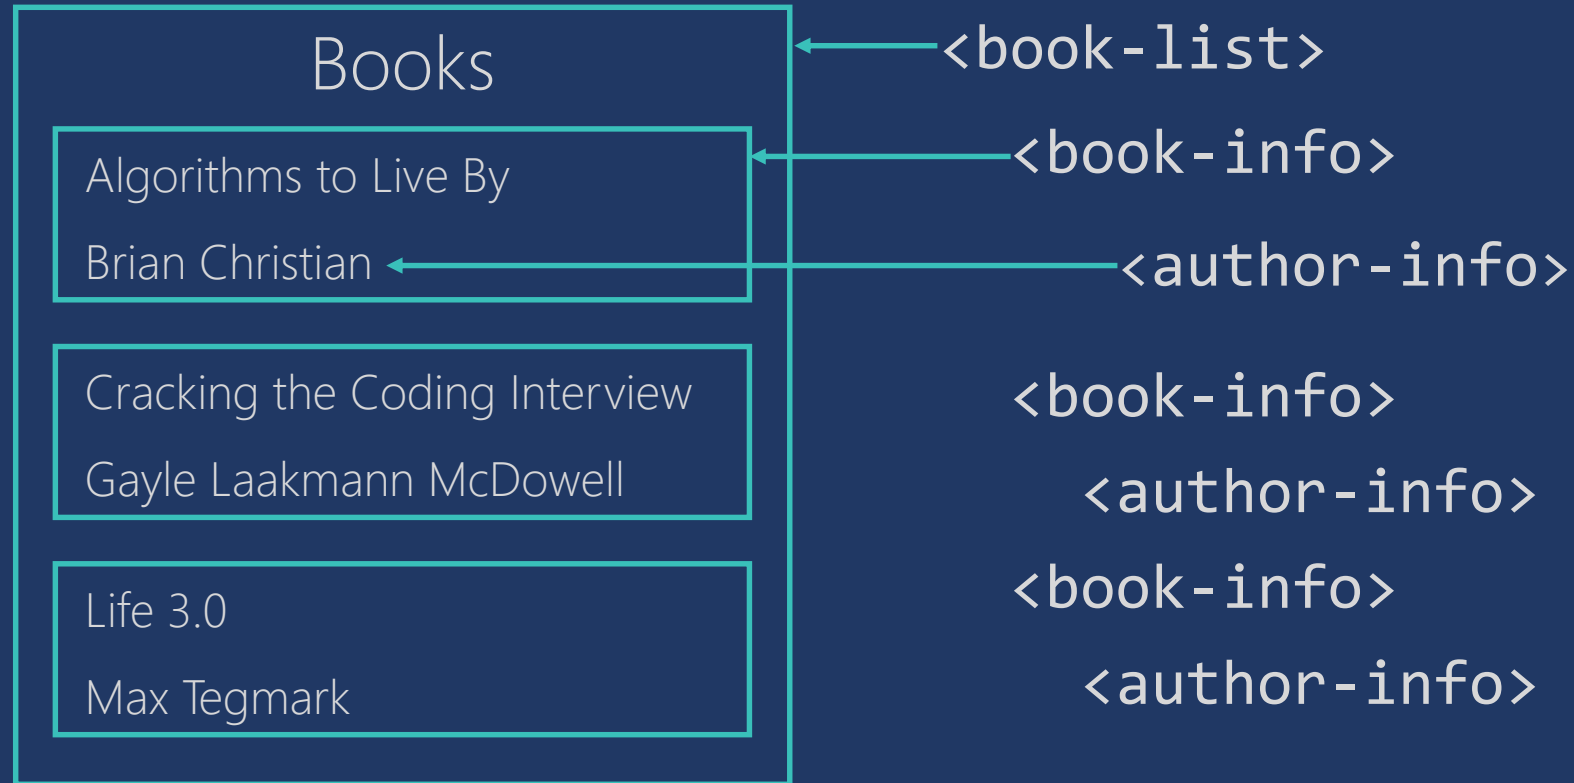 Books
<book-list>
Algorithms to Live By
<book-info>
Brian Christian
<author-info>
Cracking the Coding Interview
<book-info>
Gayle Laakmann McDowell
<author-info>
Life 3.0
<book-info>
Max Tegmark
<author-info>